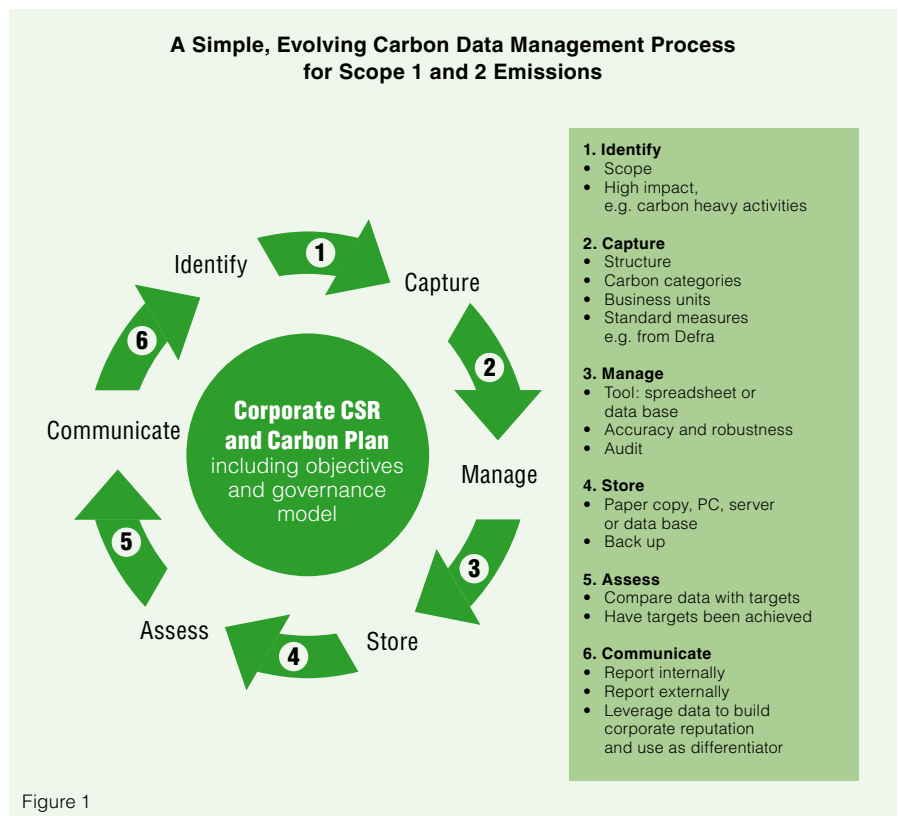 A Simple, Evolving Carbon Data Management Process
for Scope 1 and 2 Emissions
Identify
1
Capture
2
Manage
3
Store
4
Assess
5
Communicate
6
Corporate CSR
and Carbon Plan
including objectives
and governance
model
1. Identify
• Scope
• High impact,
e.g. carbon heavy activities
2. Capture
• Structure
• Carbon categories
• Business units
• Standard measures
e.g. from Defra
3. Manage
• Tool: spreadsheet or
data base
• Accuracy and robustness
• Audit
4. Store
• Paper copy, PC, server
or data base
• Back up
5. Assess
• Compare data with targets
• Have targets been achieved
6. Communicate
• Report internally
• Report externally
• Leverage data to build
corporate reputation
and use as differentiator
Figure 1